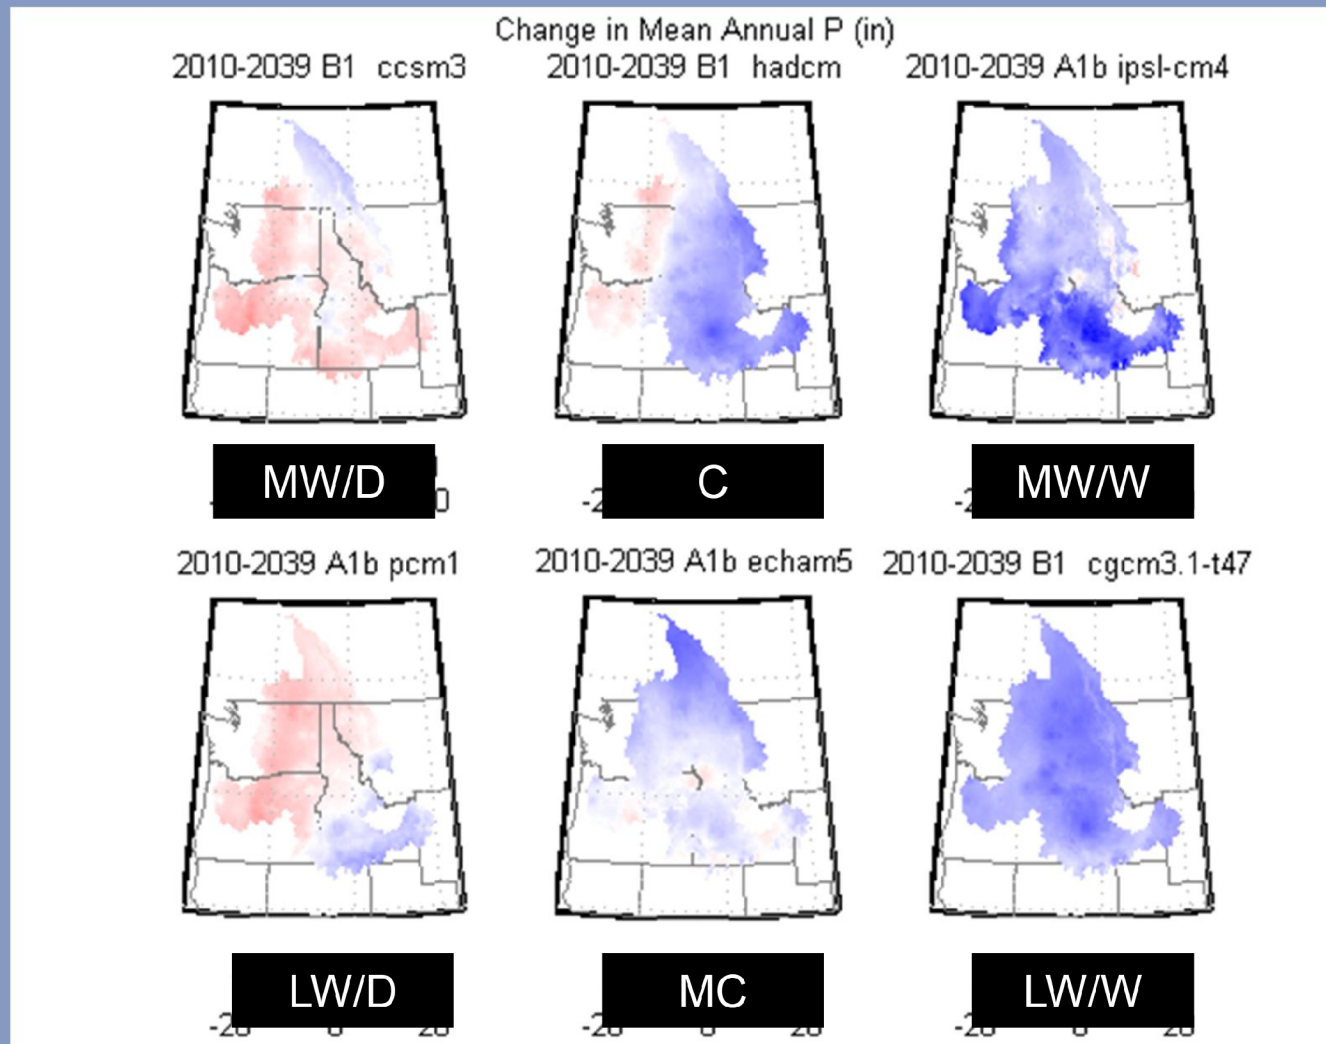 Change in Mean Annual P (in)
2010-2039 B1 ccsm3
2010-2039 B1 hadcm
2010-2039 A1b ipsl-cm4
MW/D
C
MW/W
2010-2039 A1b pcm1
2010-2039 A1b echam5
2010-2039 B1 cgcm3.1-t47
LW/D
MC
LW/W